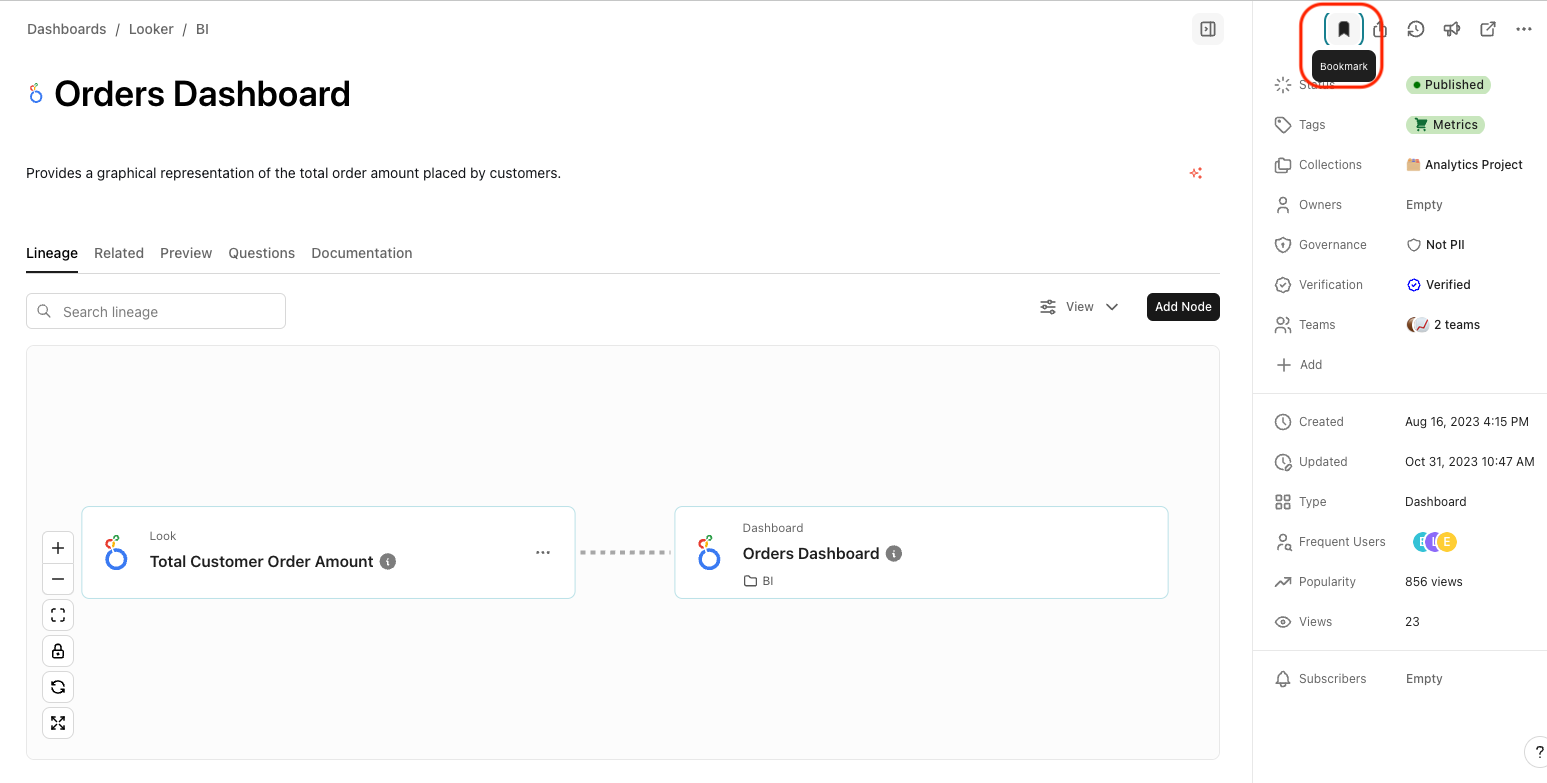 Dashboards / Looker / BI
Orders Dashboard
Provides a graphical representation of the total order amount placed by customers.
Lineage Related Preview Questions Documentation
Search lineage
View
Add Node
Look
Total Customer Order Amount
Dashboard
Orders Dashboard
BI
Bookmark
Status Published
Tags Metrics
Collections Analytics Project
Owners Empty
Governance Not PII
Verification Verified
Teams 2 teams
Add
Created Aug 16, 2023 4:15 PM
Updated Oct 31, 2023 10:47 AM
Type Dashboard
Frequent Users E
Popularity 856 views
Views 23
Subscribers Empty
?